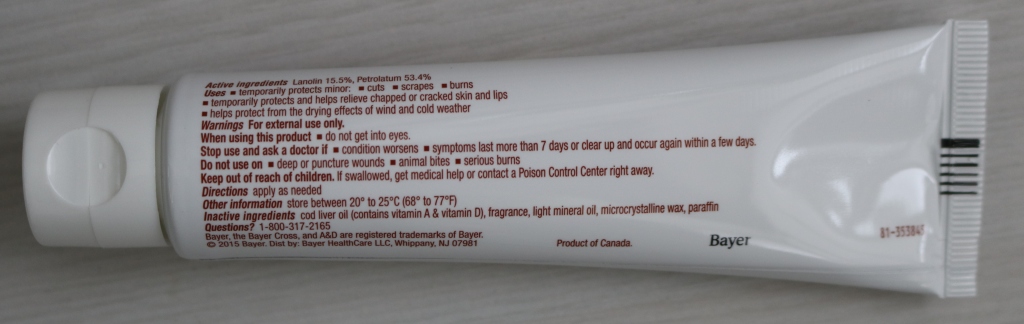 Active ingredients Lanolin 15.5%, Petrolatum 53.4%
Uses ▪ temporarily protects minor: ▪ cuts ▪ scrapes ▪ burns
▪ temporarily protects and helps relieve chapped or cracked skin and lips
▪ helps protect from the drying effects of wind and cold weather
Warnings For external use only.
When using this product ▪ do not get into eyes.
Stop use and ask a doctor if ▪ condition worsens ▪ symptoms last more than 7 days or clear up and occur again within a few days.
Do not use on ▪ deep or puncture wounds ▪ animal bites ▪ serious burns
Keep out of reach of children. If swallowed, get medical help or contact a Poison Control Center right away.
Directions apply as needed
Other information store between 20° to 25°C (68° to 77°F)
Inactive ingredients cod liver oil (contains vitamin A & vitamin D), fragrance, light mineral oil, microcrystalline wax, paraffin
Questions? 1-800-317-2165
Bayer, the Bayer Cross, and A&D are registered trademarks of Bayer.
© 2015 Bayer. Dist by: Bayer HealthCare LLC, Whippany, NJ 07981
Product of Canada.
Bayer